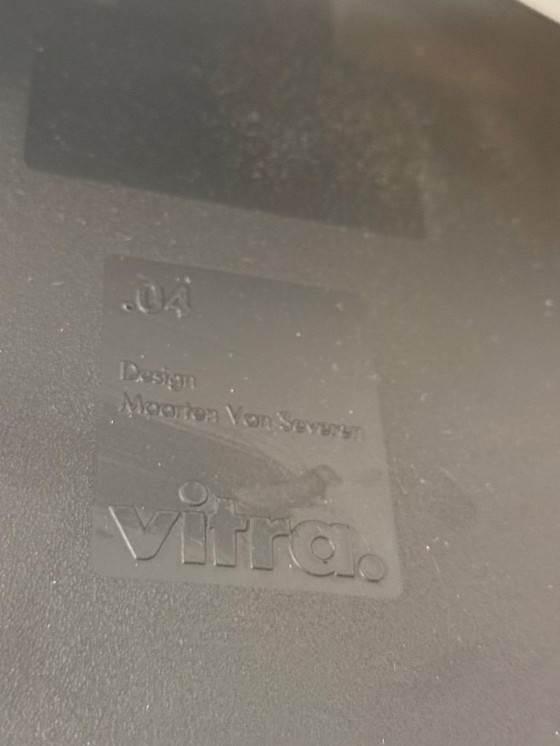 .04
Design
Maarten Van Severen
vitra.